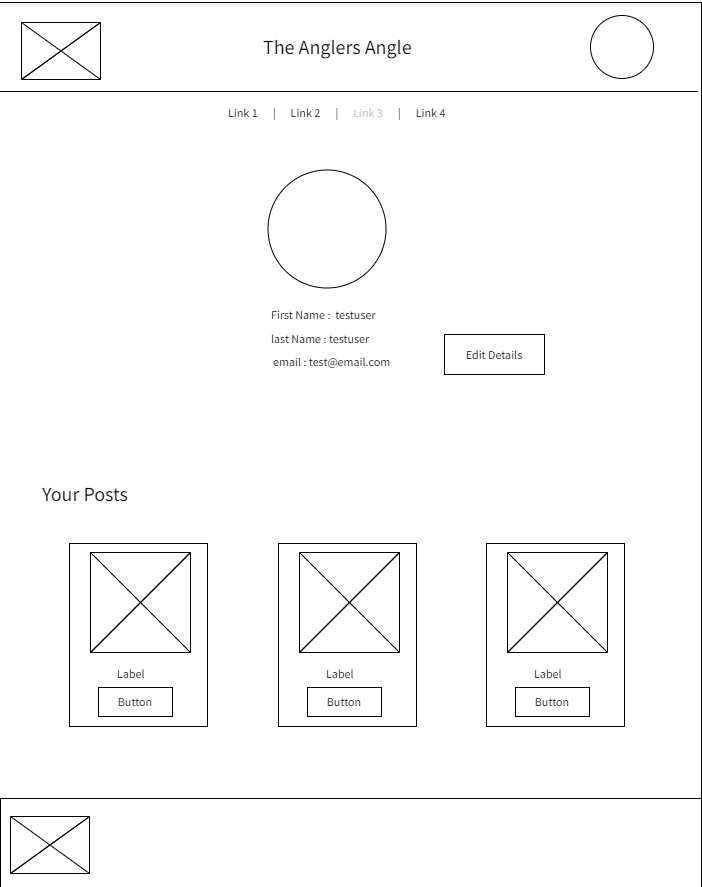 The Anglers Angle
Link 1 | Link 2 | Link 3 | Link 4
First Name : testuser
last Name : testuser
email : test@email.com
Edit Details
Your Posts
Label
Button
Label
Button
Label
Button